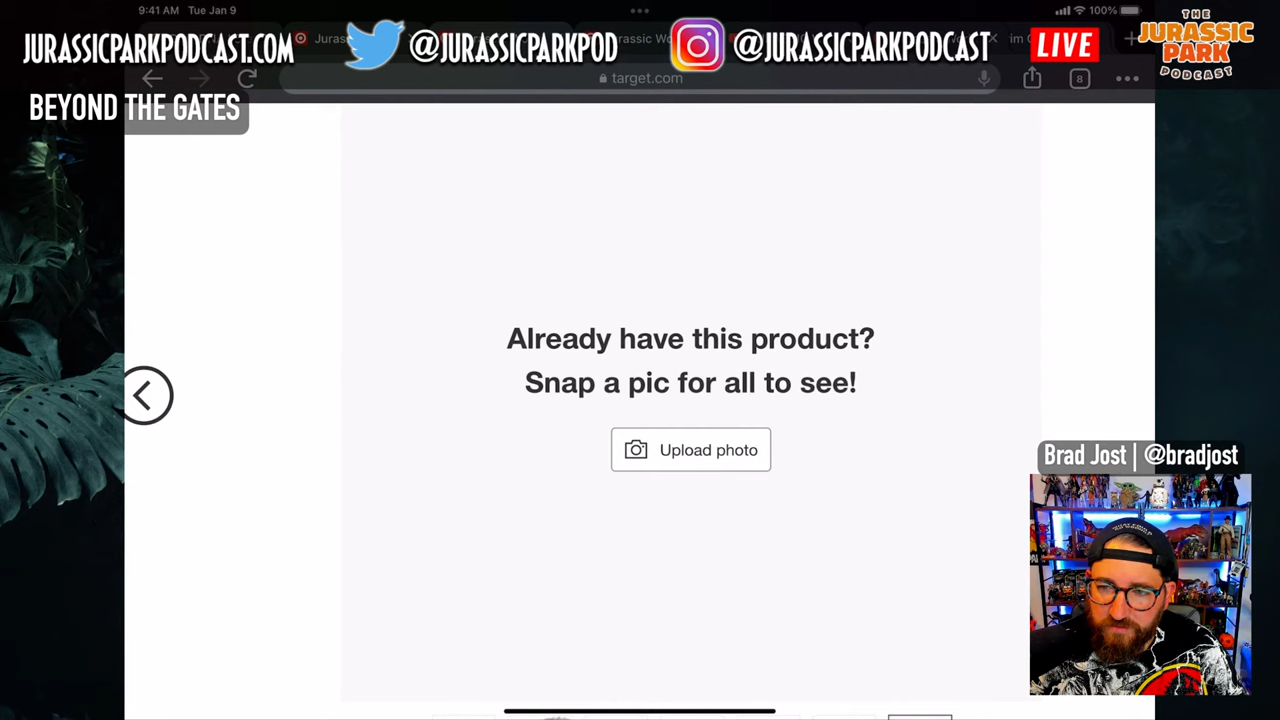 9:41 AM Tue Jan 9
100%
JURASSICPARKPODCAST.COM
@JURASSICPARKPOD
@JURASSICPARKPODCAST
LIVE
THE
JURASSIC
PARK
PODCAST
target.com
8
BEYOND THE GATES
Already have this product?
Snap a pic for all to see!
Upload photo
Brad Jost | @bradjost